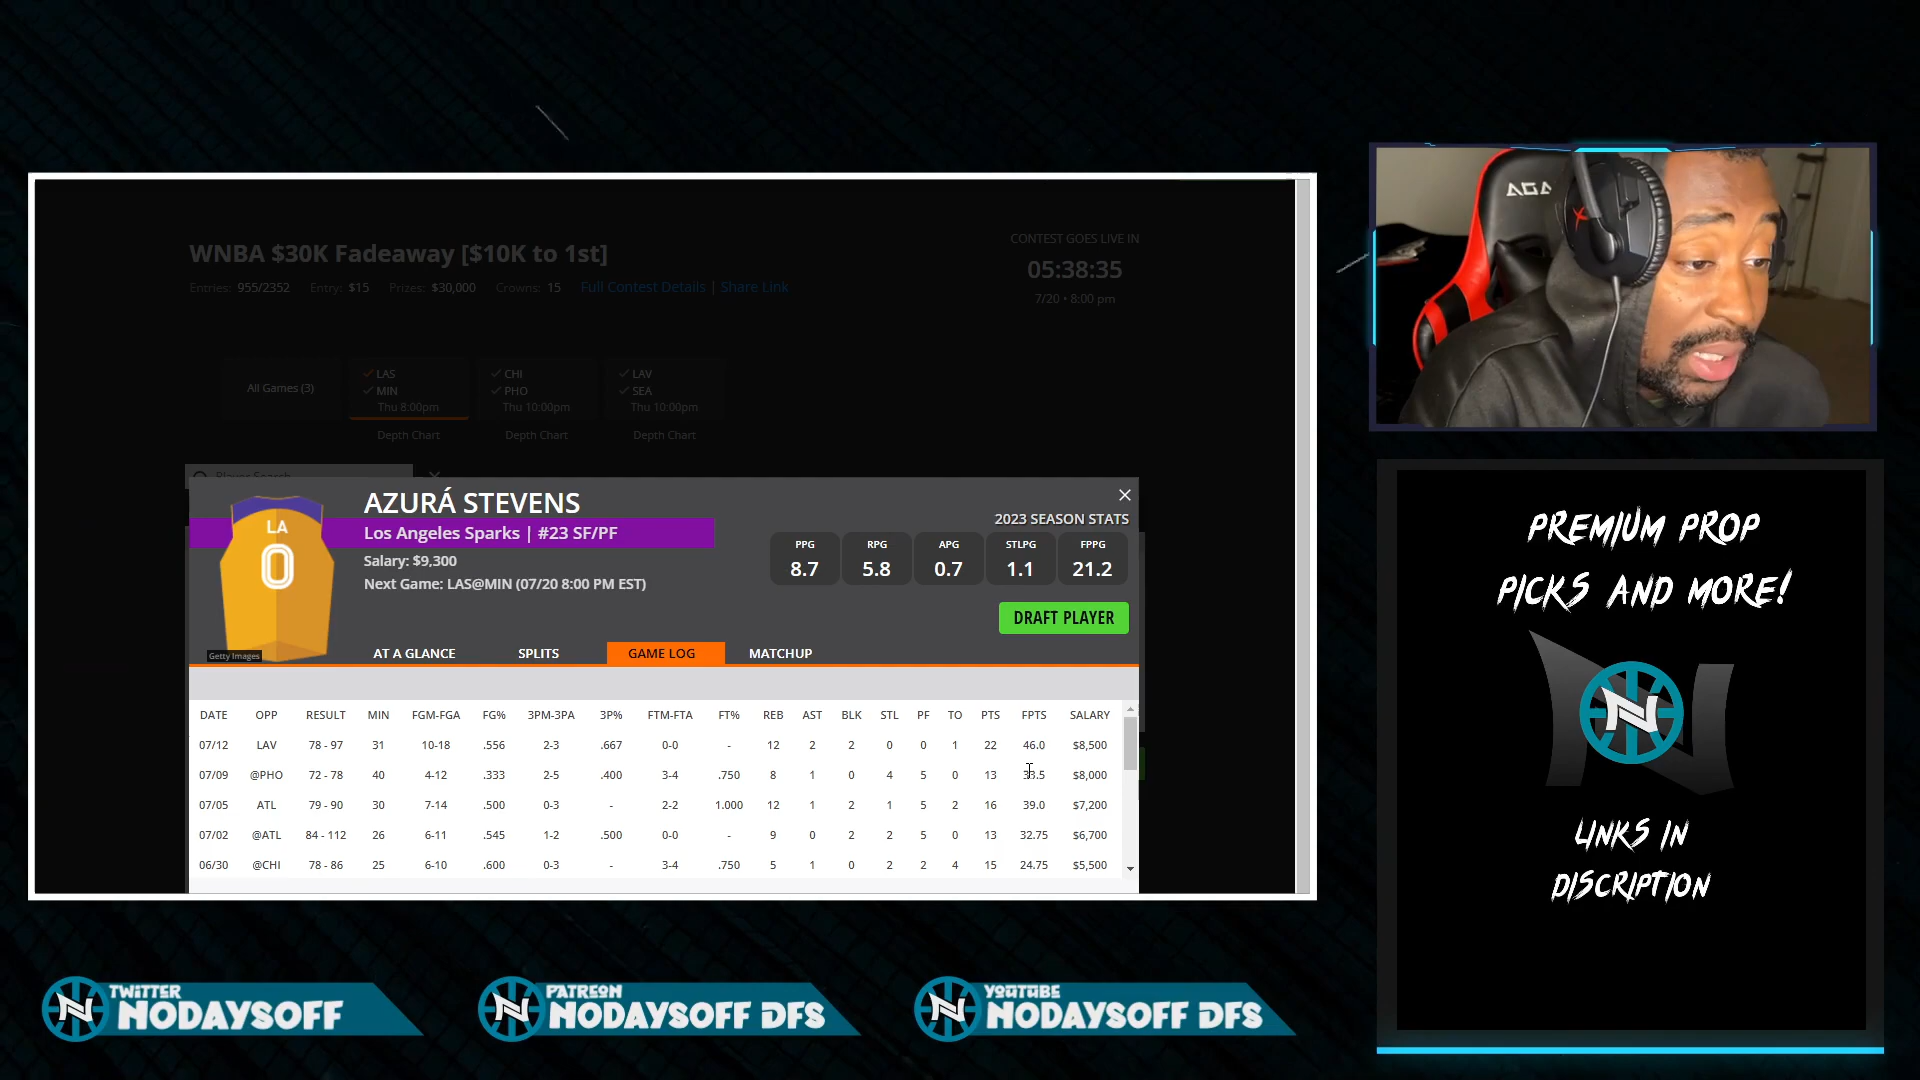 WNBA $30K Fadeaway [$10K to 1st]
Entries: 955/2352 Entry: $15 Prizes: $30,000 Crowns: 15 Full Contest Details | Share Link
CONTEST GOES LIVE IN
05:38:35
7/20 • 8:00 pm
All Games (3)
LAS
MIN
Thu 8:00pm
Depth Chart
CHI
PHO
Thu 10:00pm
Depth Chart
LAV
SEA
Thu 10:00pm
Depth Chart
Player Search
LA
0
Getty Images
AZURÁ STEVENS
Los Angeles Sparks | #23 SF/PF
Salary: $9,300
Next Game: LAS@MIN (07/20 8:00 PM EST)
2023 SEASON STATS
PPG RPG APG STLPG FPPG
8.7 5.8 0.7 1.1 21.2
DRAFT PLAYER
AT A GLANCE SPLITS GAME LOG MATCHUP
DATE OPP RESULT MIN FGM-FGA FG% 3PM-3PA 3P% FTM-FTA FT% REB AST BLK STL PF TO PTS FPTS SALARY
07/12 LAV 78 - 97 31 10-18 .556 2-3 .667 0-0 - 12 2 2 0 0 1 22 46.0 $8,500
07/09 @PHO 72 - 78 40 4-12 .333 2-5 .400 3-4 .750 8 1 0 4 5 0 13 33.5 $8,000
07/05 ATL 79 - 90 30 7-14 .500 0-3 - 2-2 1.000 12 1 2 1 5 2 16 39.0 $7,200
07/02 @ATL 84 - 112 26 6-11 .545 1-2 .500 0-0 - 9 0 2 2 5 0 13 32.75 $6,700
06/30 @CHI 78 - 86 25 6-10 .600 0-3 - 3-4 .750 5 1 0 2 2 4 15 24.75 $5,500
PREMIUM PROP
PICKS AND MORE!
N
LINKS IN
DISCRIPTION
N
TWITTER
NODAYSOFF
N
PATREON
NODAYSOFF DFS
N
YOUTUBE
NODAYSOFF DFS